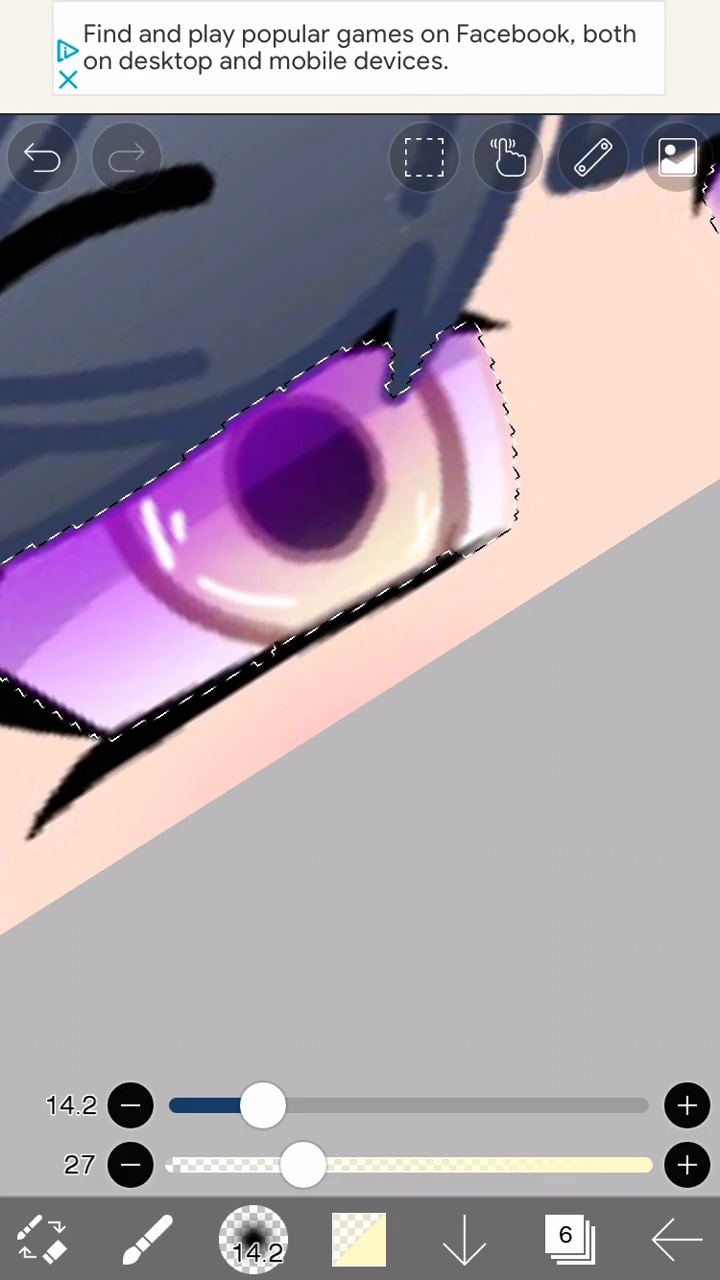 Find and play popular games on Facebook, both
on desktop and mobile devices.
14.2
27
14.2
6